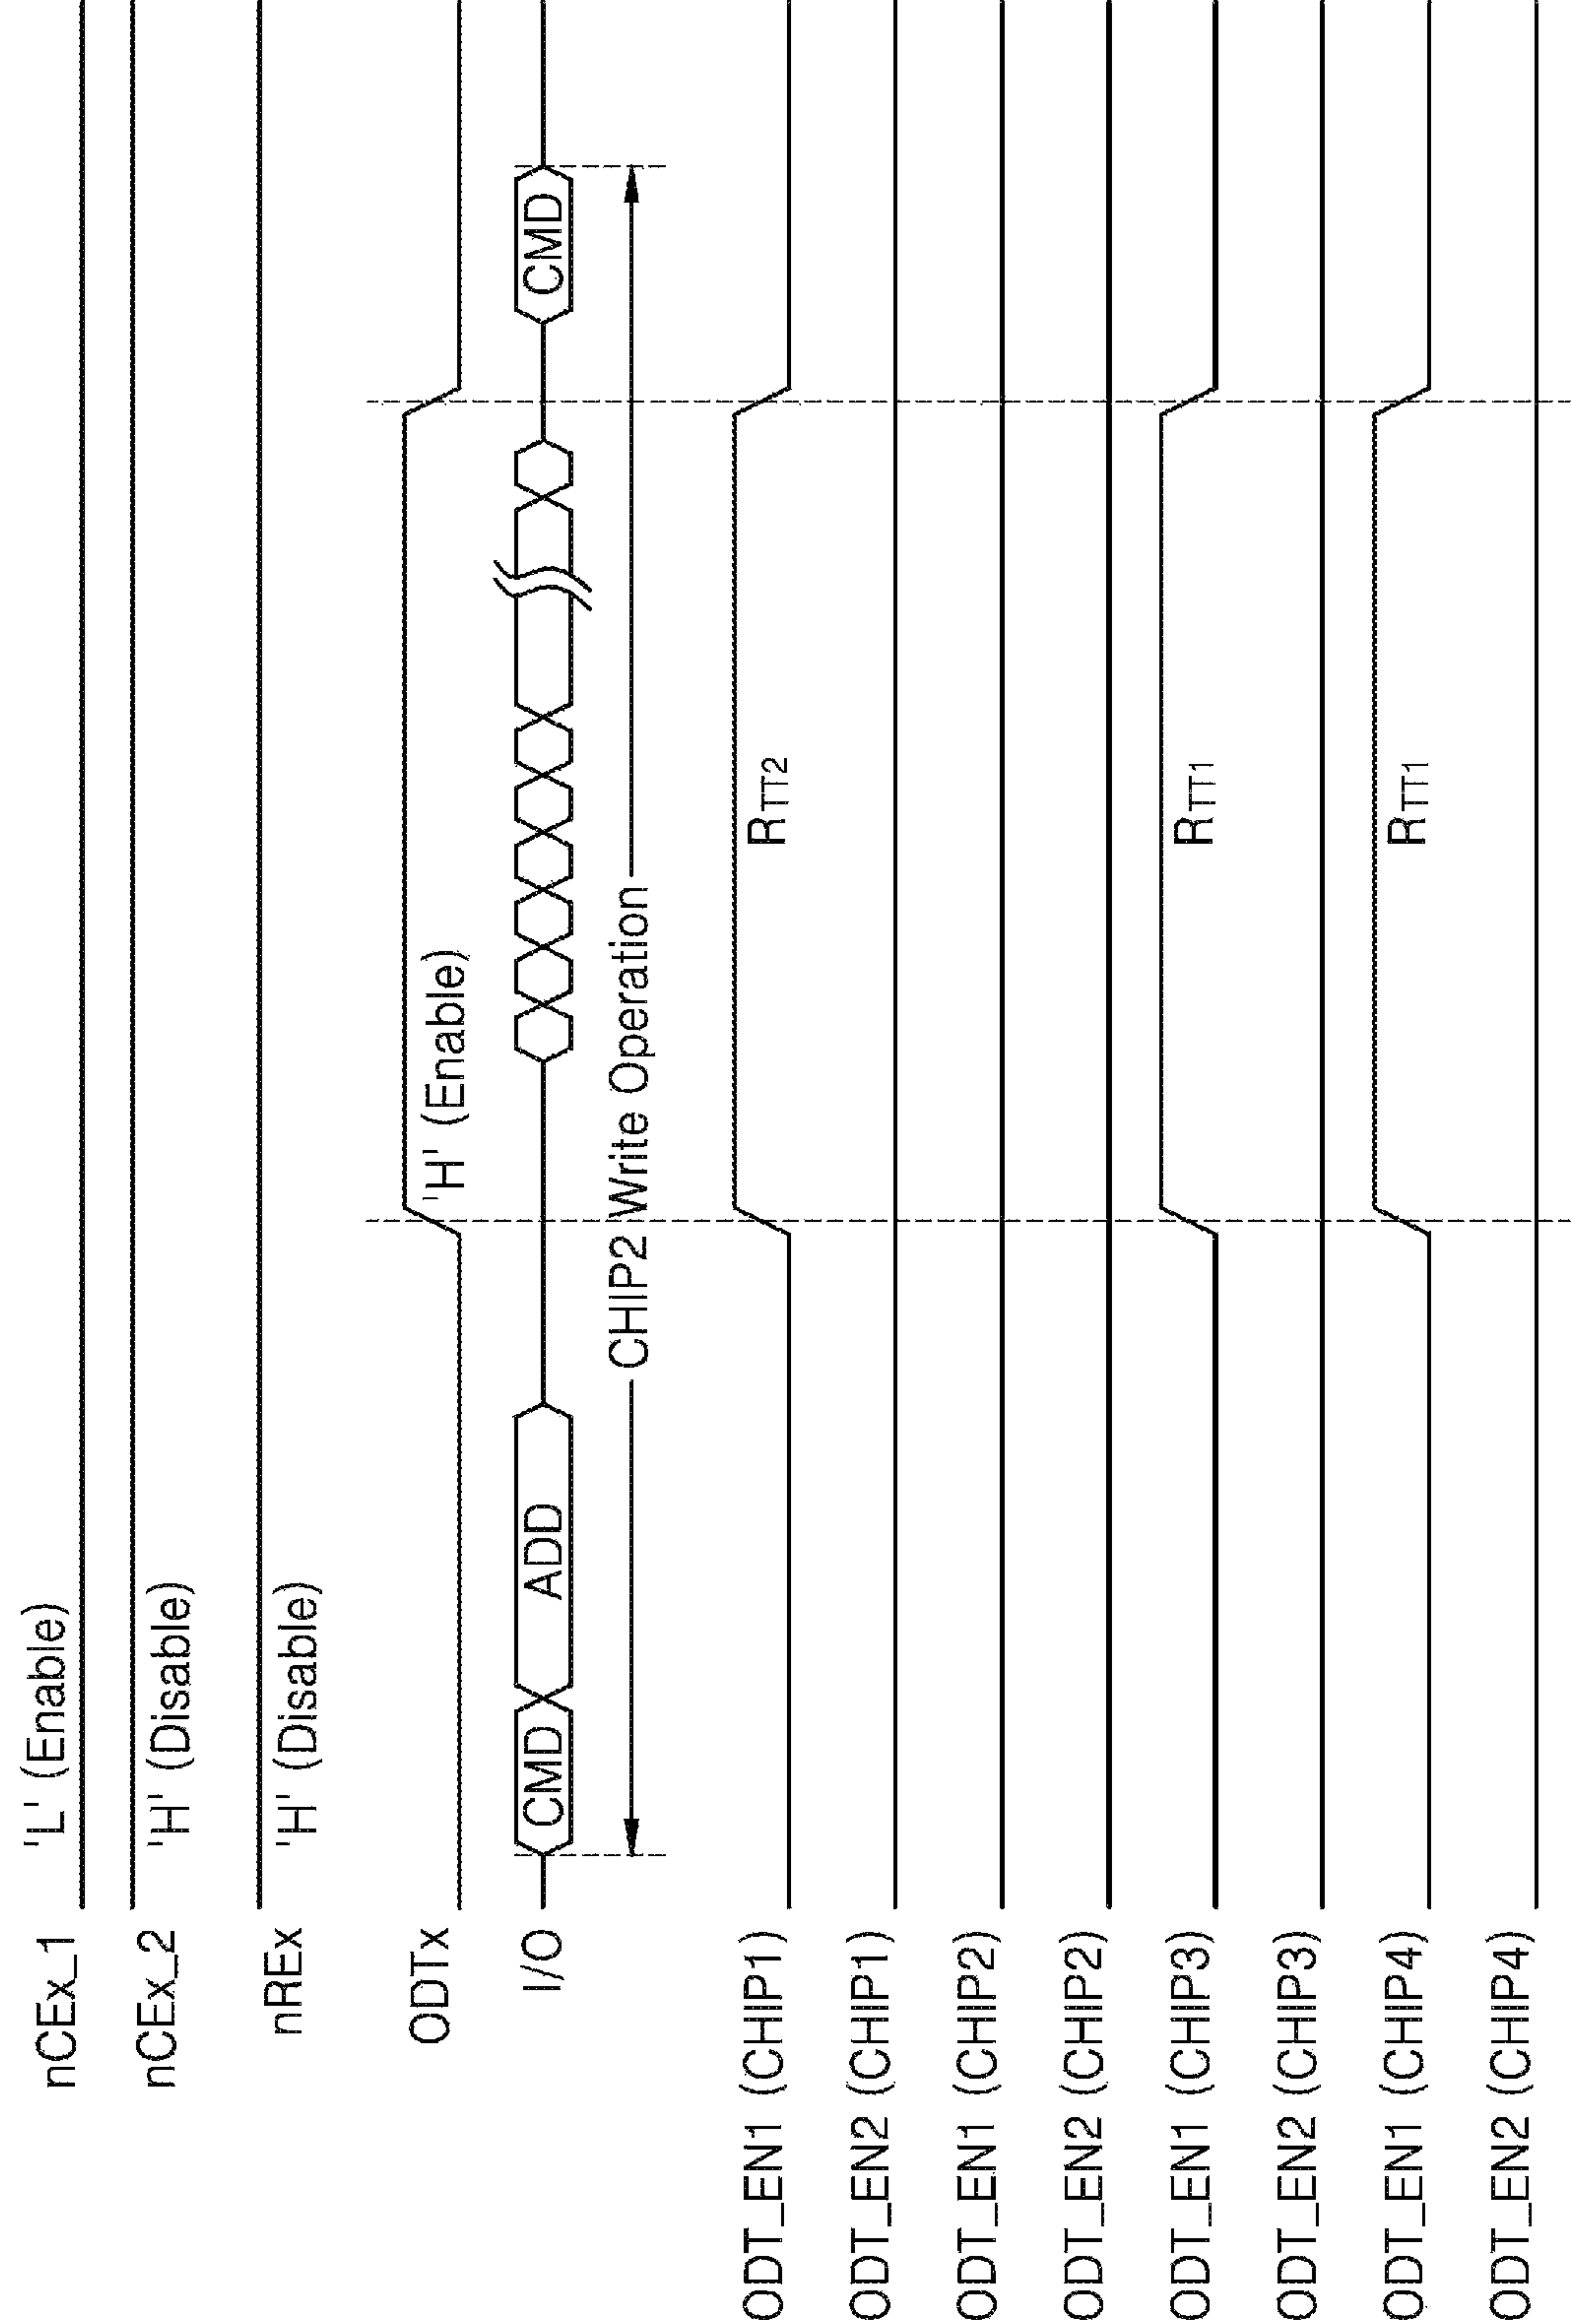 nCEx_1 'L' (Enable)
nCEx_2 'H' (Disable)
nREx 'H' (Disable)
ODTx 'H' (Enable)
I/O CMD ADD CMD
CHIP2 Write Operation
ODT_EN1 (CHIP1) RTT2
ODT_EN2 (CHIP1)
ODT_EN1 (CHIP2)
ODT_EN2 (CHIP2)
ODT_EN1 (CHIP3) RTT1
ODT_EN2 (CHIP3)
ODT_EN1 (CHIP4) RTT1
ODT_EN2 (CHIP4)